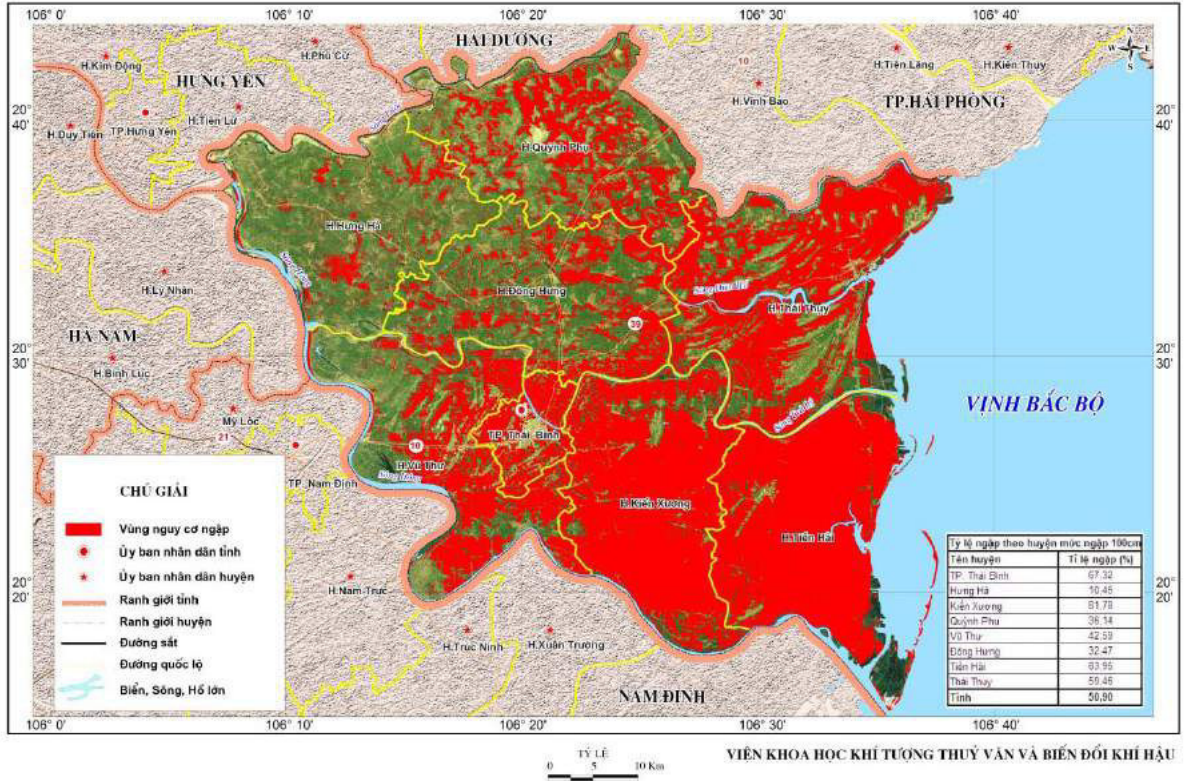 106° 0' 106° 10' 106° 20' 106° 30' 106° 40'
HẢI DƯƠNG
H.Phù Cừ
H.Kim Động
H.Tiên Lãng
H.Kiến Thụy
HƯNG YÊN
10
H.Vĩnh Bảo
TP.HẢI PHÒNG
N
W E
S
20° 40'
20° 40'
H.Duy Tiên
TP.Hưng Yên
H.Tiên Lữ
H.Quỳnh Phụ
H.Hưng Hà
H.Lý Nhân
H.Đông Hưng
H.Thái Thụy
39
HÀ NAM
20° 30'
20° 30'
H.Bình Lục
VỊNH BẮC BỘ
Mỹ Lộc
21
TP. Thái Bình
10
H.Vũ Thư
TP. Nam Định
Sông Hồng
H.Kiến Xương
H.Tiền Hải
CHÚ GIẢI
Vùng nguy cơ ngập
Ủy ban nhân dân tỉnh
Ủy ban nhân dân huyện
Ranh giới tỉnh
Ranh giới huyện
Đường sắt
Đường quốc lộ
Biển, Sông, Hồ lớn
Tỷ lệ ngập theo huyện mức ngập 100cm
Tên huyện Tỉ lệ ngập (%)
TP. Thái Bình 67.32
Hưng Hà 10.45
Kiến Xương
Quỳnh Phụ 36.14
Vũ Thư 42.59
Đông Hưng 32.47
Tiền Hải
Thái Thụy
Tỉnh 50.90
20° 20'
20° 20'
H.Nam Trực
H.Trực Ninh
H.Xuân Trường
NAM ĐỊNH
106° 0' 106° 10' 106° 20' 106° 30' 106° 40'
TỶ LỆ
0 5 10 Km
VIỆN KHOA HỌC KHÍ TƯỢNG THUỶ VĂN VÀ BIẾN ĐỔI KHÍ HẬU